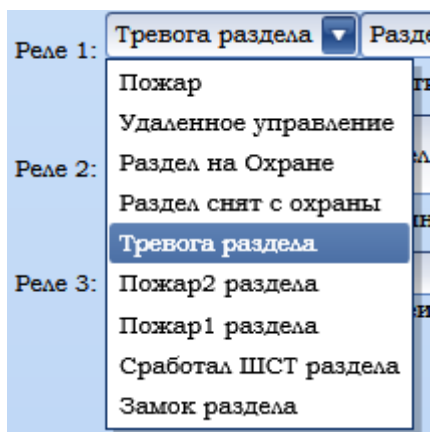 Реле 1: Тревога раздела Разде
Пожар
Удаленное управление
Реле 2: Раздел на Охране
Раздел снят с охраны
Тревога раздела
Реле 3: Пожар2 раздела
Пожар1 раздела
Сработал ШСТ раздела
Замок раздела